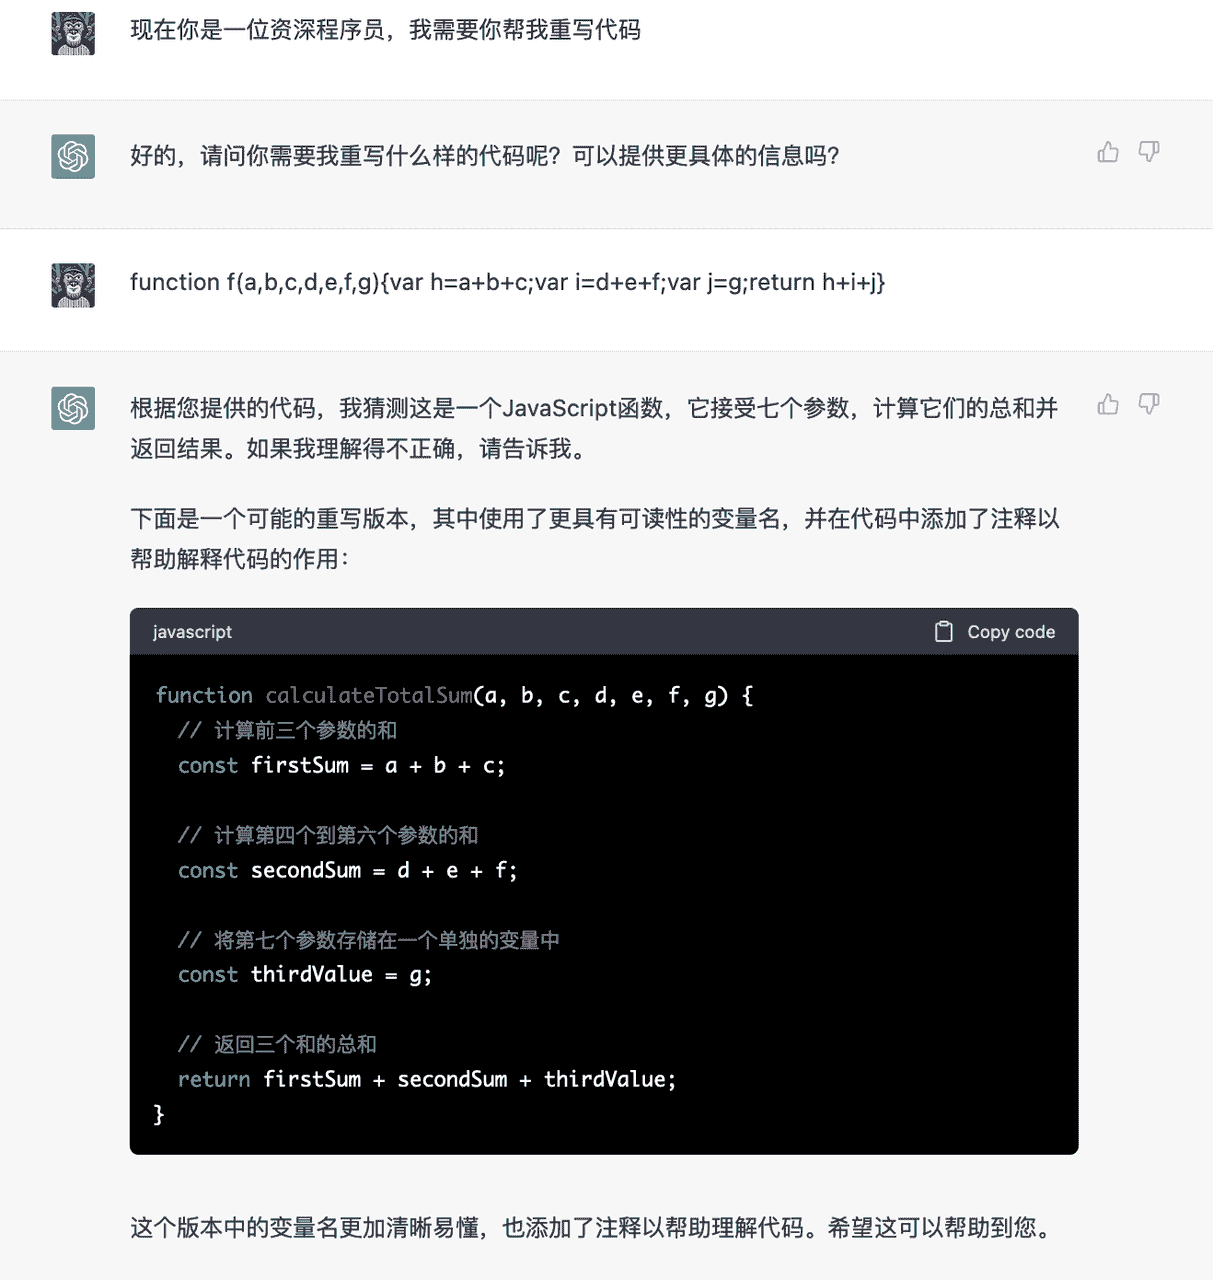 现在你是一位资深程序员，我需要你帮我重写代码
好的，请问你需要我重写什么样的代码呢？可以提供更具体的信息吗？
function f(a,b,c,d,e,f,g){var h=a+b+c;var i=d+e+f;var j=g;return h+i+j}
根据您提供的代码，我猜测这是一个JavaScript函数，它接受七个参数，计算它们的总和并
返回结果。如果我理解得不正确，请告诉我。
下面是一个可能的重写版本，其中使用了更具有可读性的变量名，并在代码中添加了注释以
帮助解释代码的作用：
javascript Copy code
function calculateTotalSum(a, b, c, d, e, f, g) {
// 计算前三个参数的和
const firstSum = a + b + c;
// 计算第四个到第六个参数的和
const secondSum = d + e + f;
// 将第七个参数存储在一个单独的变量中
const thirdValue = g;
// 返回三个和的总和
return firstSum + secondSum + thirdValue;
}
这个版本中的变量名更加清晰易懂，也添加了注释以帮助理解代码。希望这可以帮助到您。